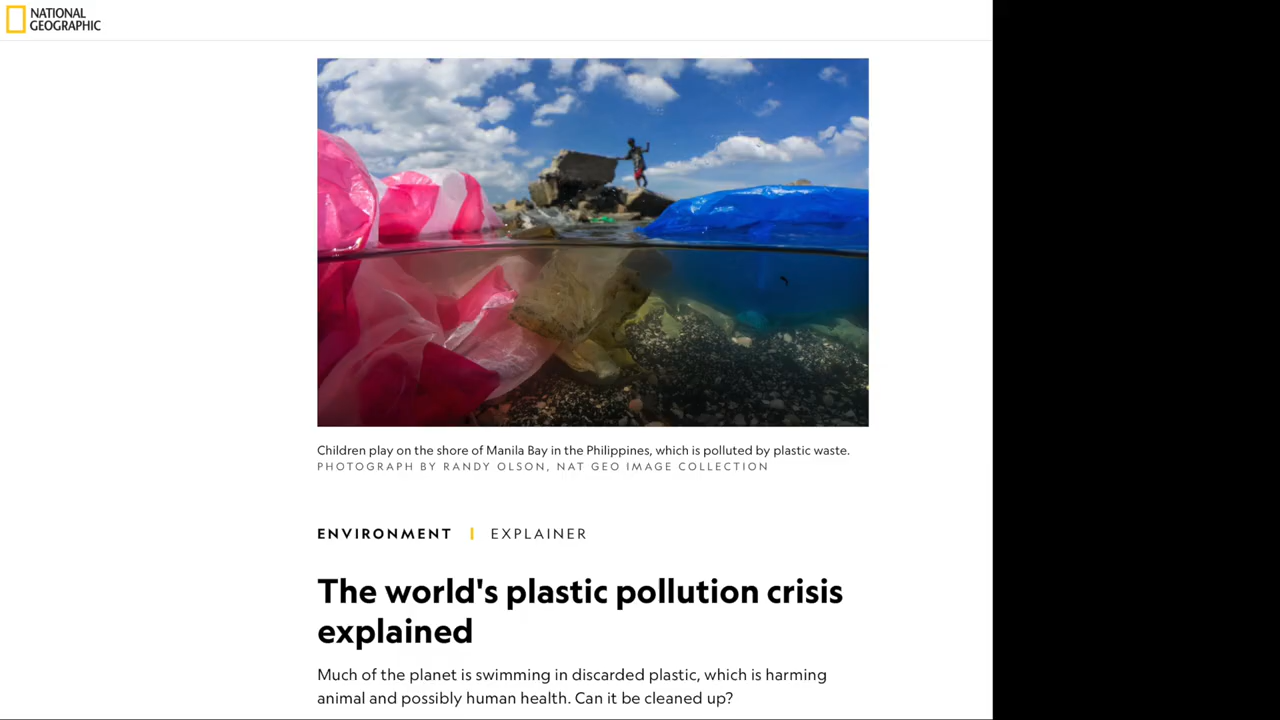 NATIONAL
GEOGRAPHIC
Children play on the shore of Manila Bay in the Philippines, which is polluted by plastic waste.
PHOTOGRAPH BY RANDY OLSON, NAT GEO IMAGE COLLECTION
ENVIRONMENT | EXPLAINER
The world's plastic pollution crisis
explained
Much of the planet is swimming in discarded plastic, which is harming
animal and possibly human health. Can it be cleaned up?